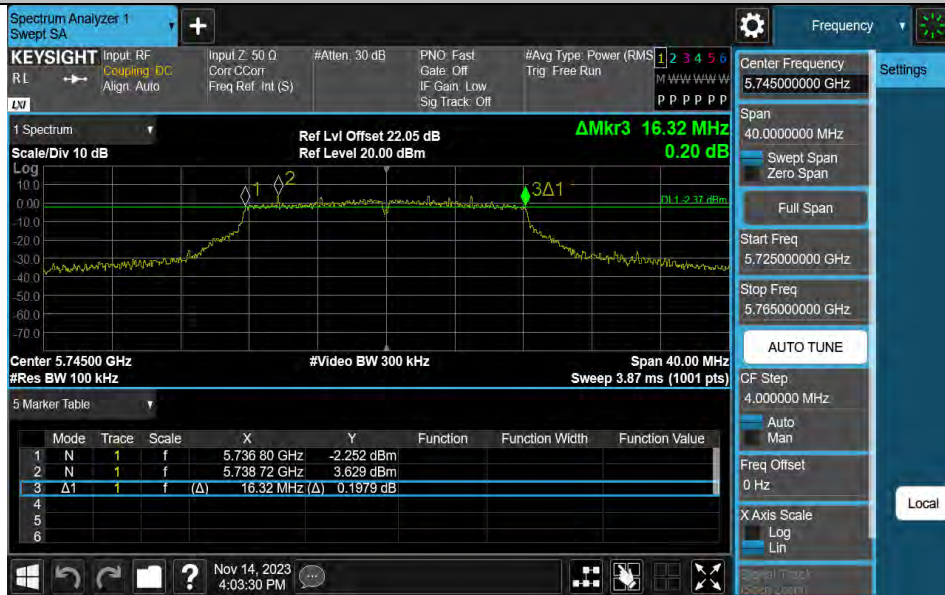 Spectrum Analyzer 1
Swept SA
+
Frequency
KEYSIGHT Input: RF Input Z: 50 Ω #Atten: 30 dB PNO: Fast #Avg Type: Power (RMS 1 2 3 4 5 6
RL Coupling: DC Corr CCorr Gate: Off Trig: Free Run M W W W W W
Align: Auto Freq Ref: Int (S) IF Gain: Low P P P P P P
LXI Sig Track: Off
1 Spectrum Ref Lvl Offset 22.05 dB ΔMkr3 16.32 MHz
Scale/Div 10 dB Ref Level 20.00 dBm 0.20 dB
Log
10.0
0.00
-10.0
-20.0
-30.0
-40.0
-50.0
-60.0
-70.0
1
2
3Δ1
DL1 -2.37 dBm
Center 5.74500 GHz #Video BW 300 kHz Span 40.00 MHz
#Res BW 100 kHz Sweep 3.87 ms (1001 pts)
5 Marker Table
Mode Trace Scale X Y Function Function Width Function Value
1 N 1 f 5.736 80 GHz -2.252 dBm
2 N 1 f 5.738 72 GHz 3.629 dBm
3 Δ1 1 f (Δ) 16.32 MHz (Δ) 0.1979 dB
4
5
6
? Nov 14, 2023
4:03:30 PM
Center Frequency
5.745000000 GHz
Settings
Span
40.0000000 MHz
Swept Span
Zero Span
Full Span
Start Freq
5.725000000 GHz
Stop Freq
5.765000000 GHz
AUTO TUNE
CF Step
4.000000 MHz
Auto
Man
Freq Offset
0 Hz
X Axis Scale
Log
Lin
Local
Signal Track
(Span Zoom)